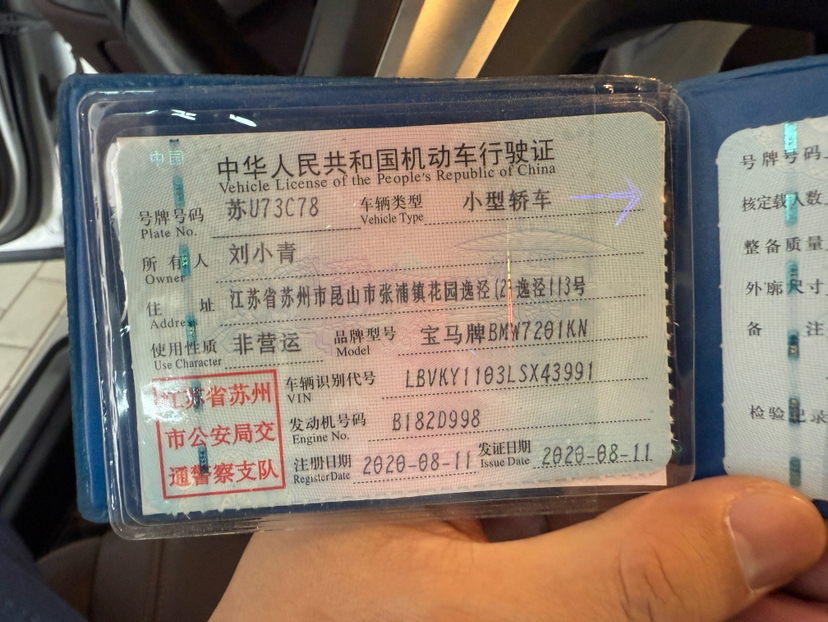 中国
中华人民共和国机动车行驶证
Vehicle License of the People's Republic of China
号牌号码 苏U73C78 车辆类型 小型轿车
Plate No. Vehicle Type
所有人 刘小青
Owner
住址 江苏省苏州市昆山市张浦镇花园逸泾(2)逸泾113号
Address
使用性质 非营运 品牌型号 宝马牌BMW7201KN
Use Character Model
车辆识别代号 LBVKY1103LSX43991
VIN
发动机号码 B182D998
Engine No.
注册日期 2020-08-11 发证日期 2020-08-11
Register Date Issue Date
江苏省苏州
市公安局交
通警察支队
号牌号码
核定载人数
整备质量
外廓尺寸
备注
检验记录